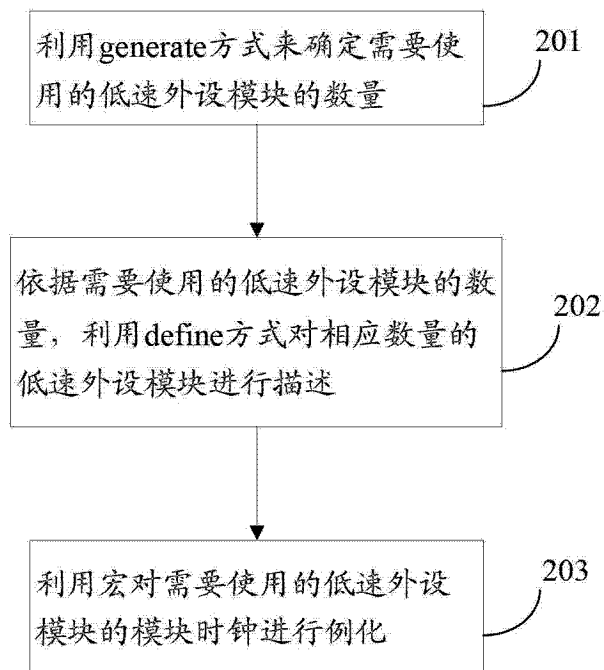 利用generate方式来确定需要使
用的低速外设模块的数量
201
依据需要使用的低速外设模块的数
量，利用define方式对相应数量的
低速外设模块进行描述
202
利用宏对需要使用的低速外设
模块的模块时钟进行例化
203